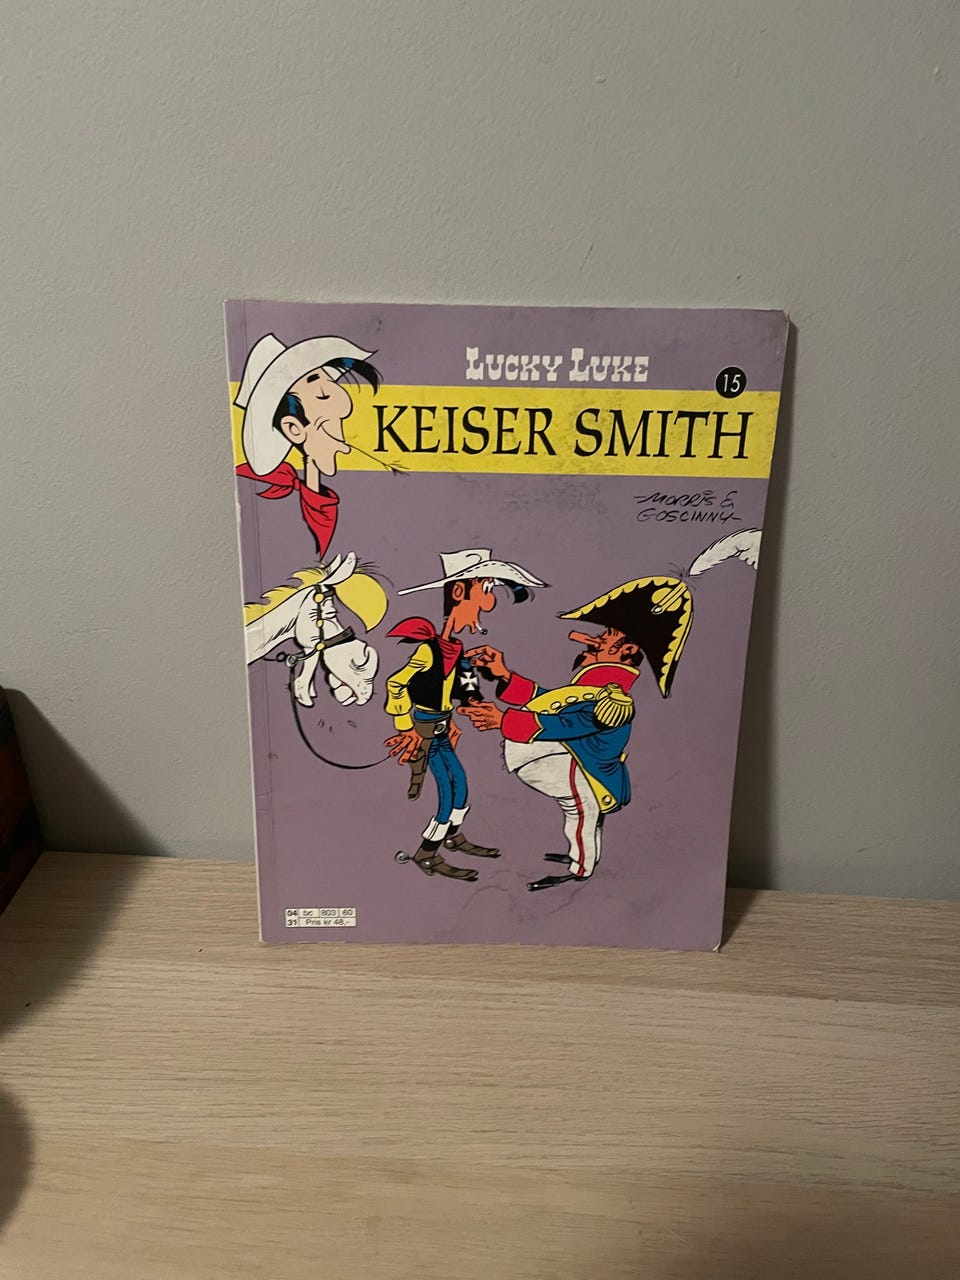 LUCKY LUKE
15
KEISER SMITH
MORRIS &
GOSCINNY
04 bc 803 60
31 Pris kr 48,-